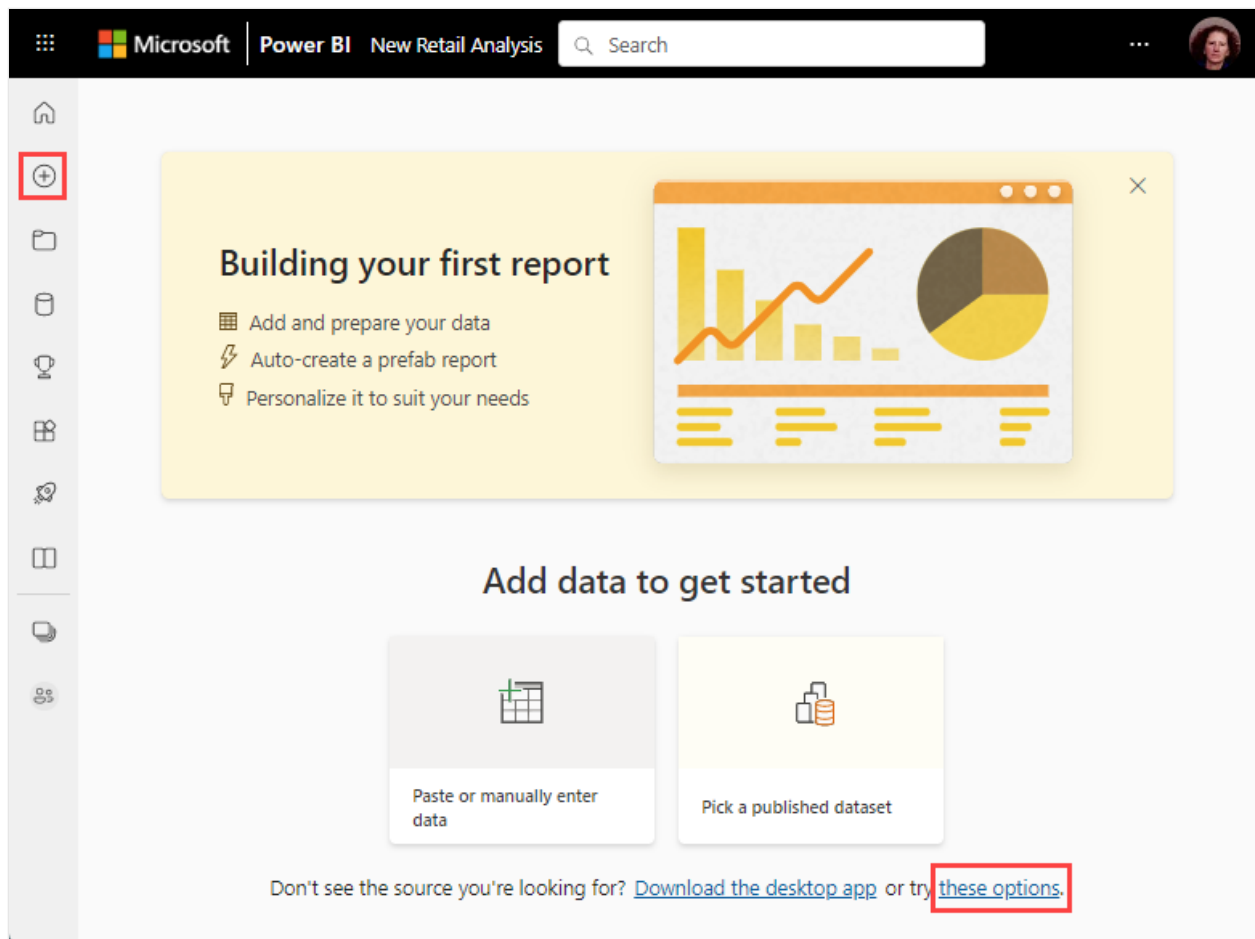 Microsoft Power BI New Retail Analysis Search
Building your first report
Add and prepare your data
Auto-create a prefab report
Personalize it to suit your needs
Add data to get started
Paste or manually enter
data
Pick a published dataset
Don't see the source you're looking for? Download the desktop app or try these options.